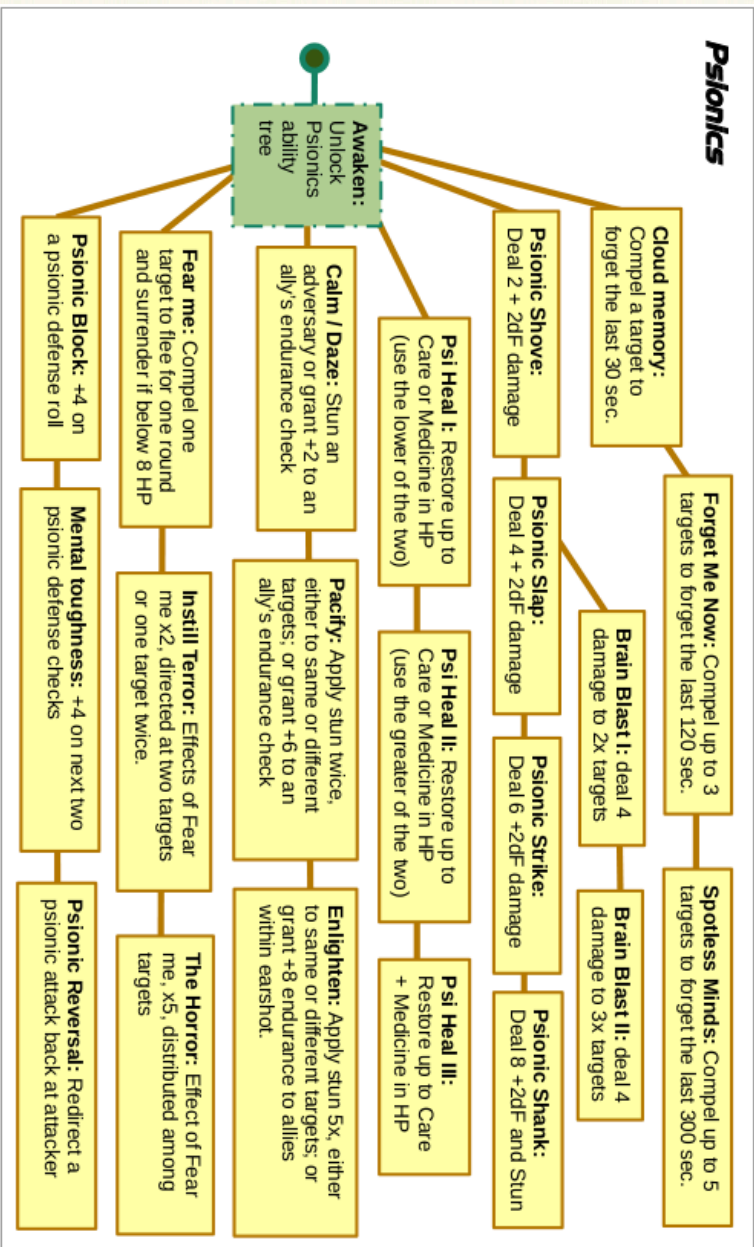 Psionics
Awaken:
Unlock
Psionics
ability
tree
Cloud memory:
Compel a target to
forget the last 30 sec.
Forget Me Now: Compel up to 3
targets to forget the last 120 sec.
Spotless Minds: Compel up to 5
targets to forget the last 300 sec.
Psionic Shove:
Deal 2 + 2dF damage
Psionic Slap:
Deal 4 + 2dF damage
Brain Blast I: deal 4
damage to 2x targets
Brain Blast II: deal 4
damage to 3x targets
Psionic Strike:
Deal 6 +2dF damage
Psionic Shank:
Deal 8 +2dF and Stun
Psi Heal I: Restore up to
Care or Medicine in HP
(use the lower of the two)
Psi Heal II: Restore up to
Care or Medicine in HP
(use the greater of the two)
Psi Heal III:
Restore up to Care
+ Medicine in HP
Calm / Daze: Stun an
adversary or grant +2 to an
ally's endurance check
Pacify: Apply stun twice,
either to same or different
targets; or grant +6 to an
ally's endurance check
Enlighten: Apply stun 5x, either
to same or different targets; or
grant +8 endurance to allies
within earshot.
Fear me: Compel one
target to flee for one round
and surrender if below 8 HP
Instill Terror: Effects of Fear
me x2, directed at two targets
or one target twice.
The Horror: Effect of Fear
me, x5, distributed among
targets
Psionic Block: +4 on
a psionic defense roll
Mental toughness: +4 on next two
psionic defense checks
Psionic Reversal: Redirect a
psionic attack back at attacker